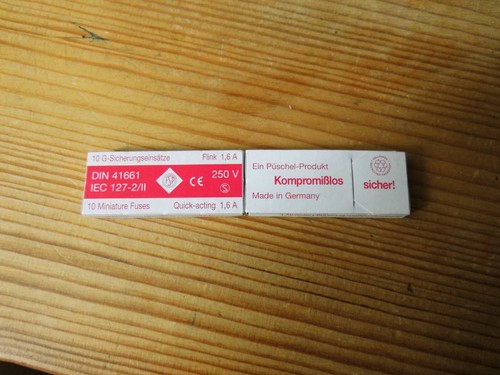 10 G-Sicherungseinsätze Flink 1,6 A
DIN 41661
IEC 127-2/II
CE 250 V
S
10 Miniature Fuses Quick-acting 1,6 A
Ein Püschel-Produkt
Kompromißlos
sicher!
Made in Germany